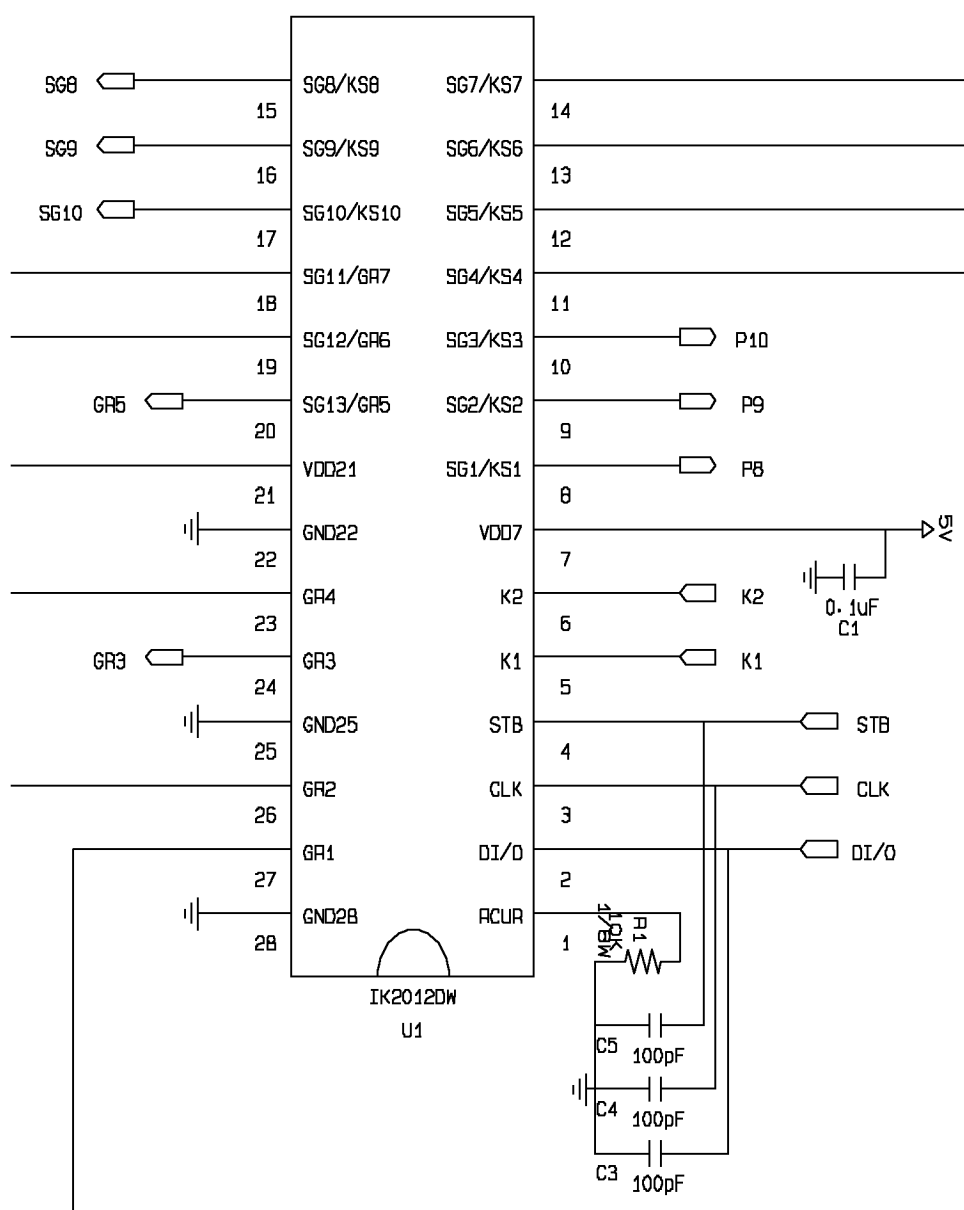 SG8 SG8/KS8 SG7/KS7
15 14
SG9 SG9/KS9 SG6/KS6
16 13
SG10 SG10/KS10 SG5/KS5
17 12
SG11/GR7 SG4/KS4
18 11
SG12/GR6 SG3/KS3 P10
19 10
GR5 SG13/GR5 SG2/KS2 P9
20 9
VDD21 SG1/KS1 P8
21 8
GND22 VDD7 5V
22 7
GR4 K2 K2 0.1uF
23 6 C1
GR3 GR3 K1 K1
24 5
GND25 STB STB
25 4
GR2 CLK CLK
26 3
GR1 DI/O DI/O
27 2
GND28 RCUR
28 1
R1
10K
1/8W
IK2012DW
U1
C5 100pF
C4 100pF
C3 100pF